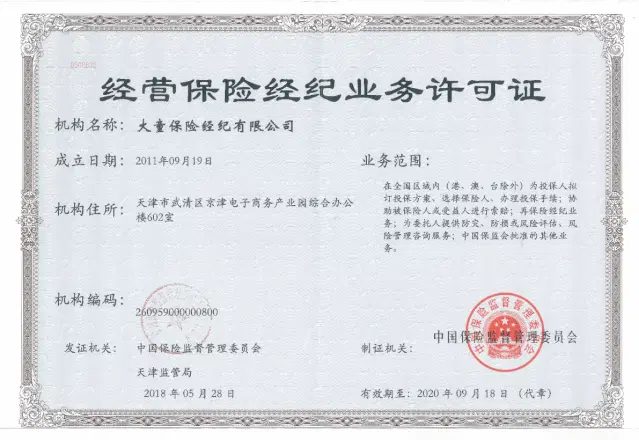 经营保险经纪业务许可证
机构名称: 大童保险经纪有限公司
成立日期: 2011年09月19日
业务范围:
在全国区域内（港、澳、台除外）为投保人拟
订投保方案、选择保险人、办理投保手续；协
助被保险人或受益人进行索赔；再保险经纪业
务；为委托人提供防灾、防损或风险评估、风
险管理咨询服务；中国保监会批准的其他业
务。
机构住所: 天津市武清区京津电子商务产业园综合办公
楼602室
机构编码: 260959000000800
发证机关: 中国保险监督管理委员会
天津监管局
2018 年 05 月 28 日
制证机关: 中国保险监督管理委员会
有效期至: 2020 年 09 月 18 日 （代章）
中国保险监督管理委员会